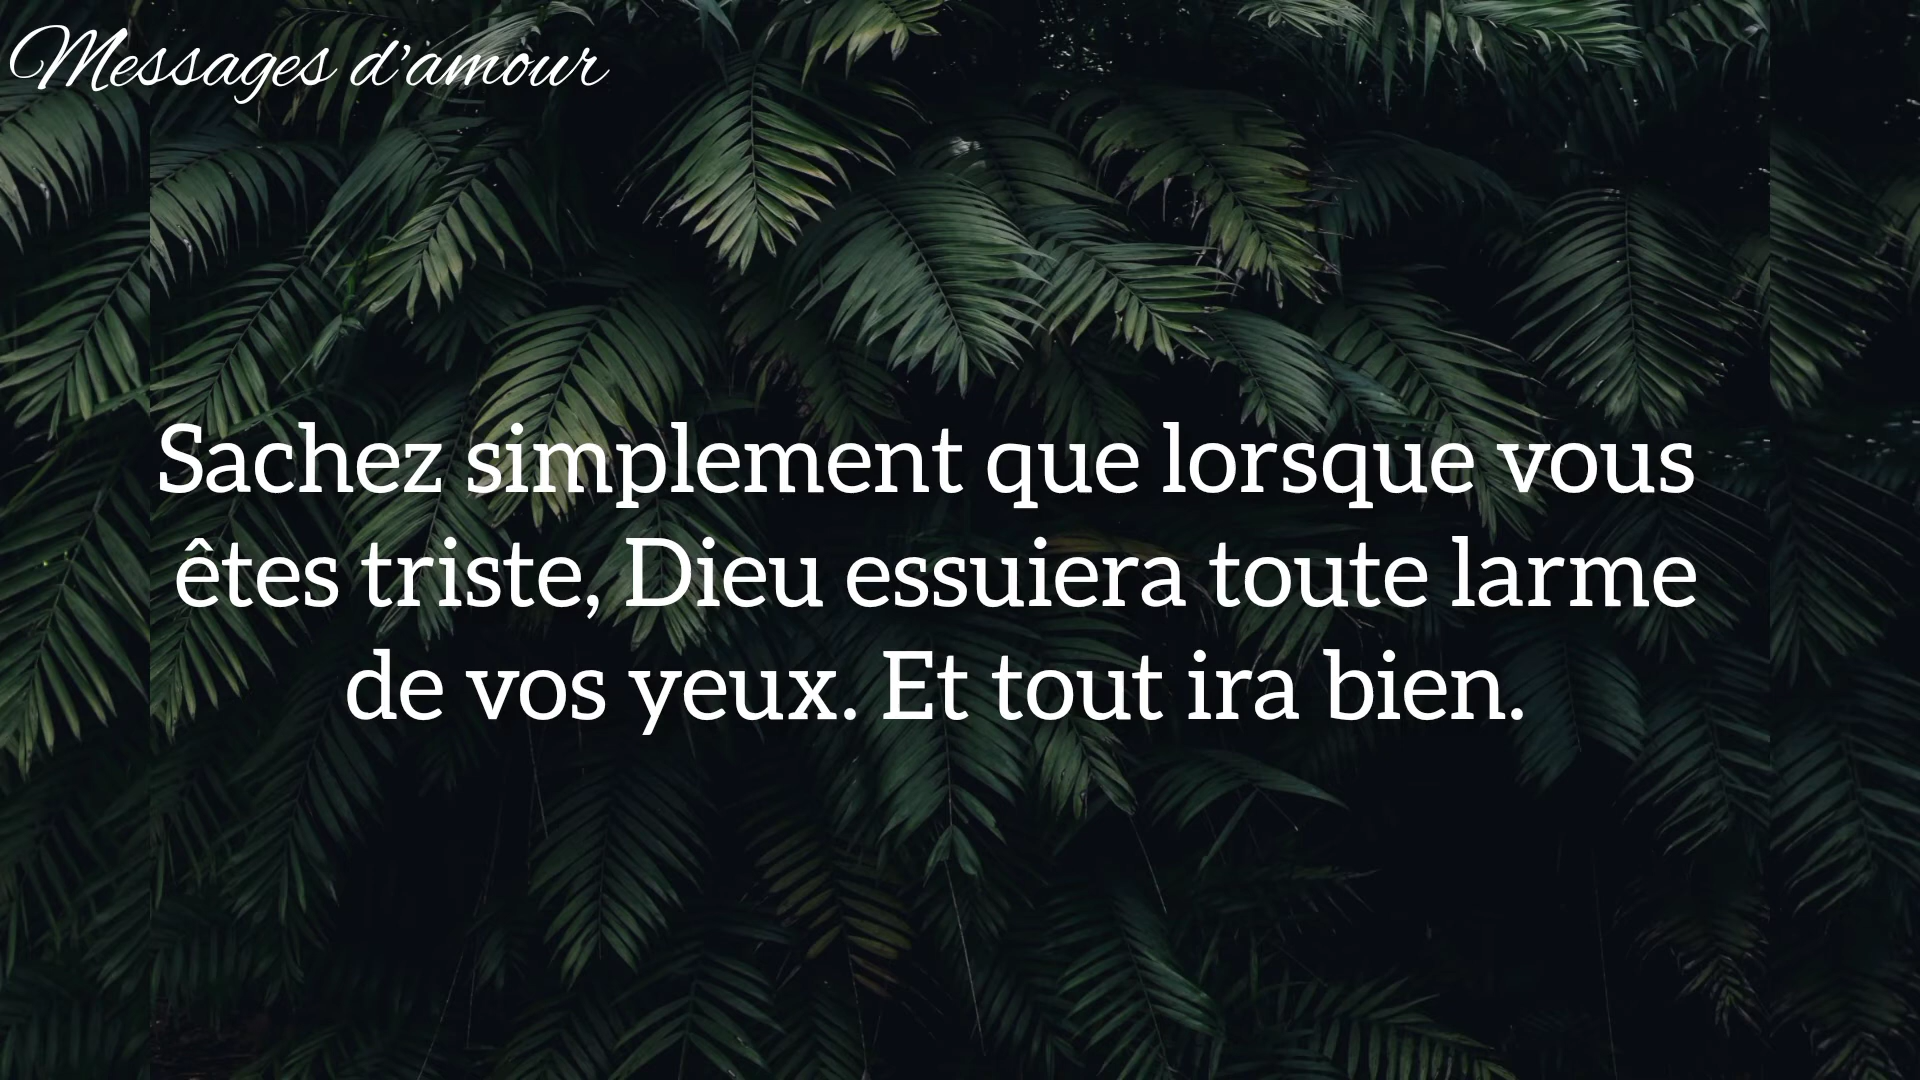 Messages d'amour
Sachez simplement que lorsque vous
êtes triste, Dieu essuiera toute larme
de vos yeux. Et tout ira bien.